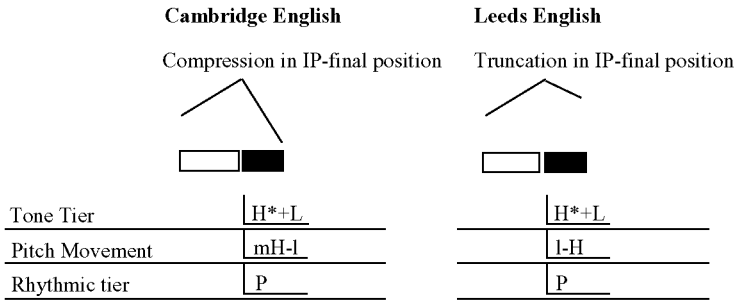 Cambridge English Leeds English
Compression in IP-final position Truncation in IP-final position
Tone Tier H*+L H*+L
Pitch Movement mH-l l-H
Rhythmic tier P P